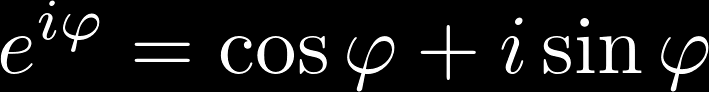 e^{iφ} = cos φ + i sin φ